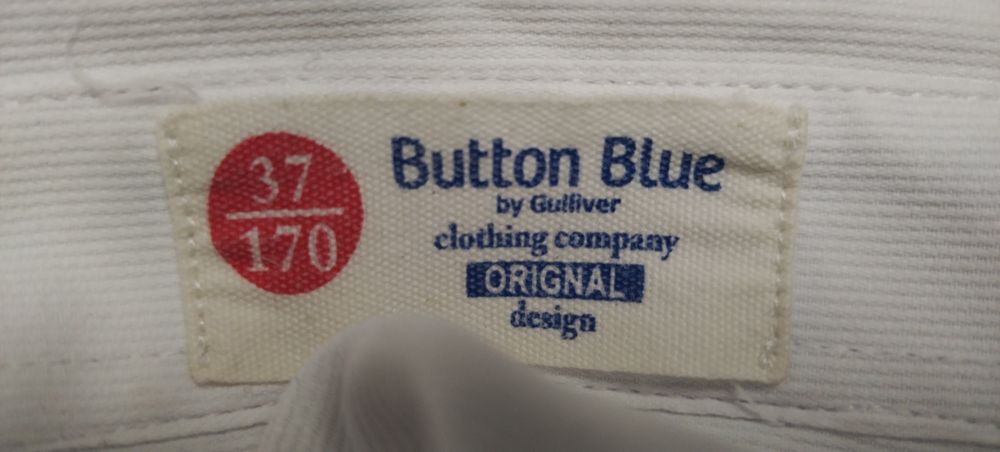 37
170
Button Blue
by Gulliver
clothing company
ORIGNAL
design